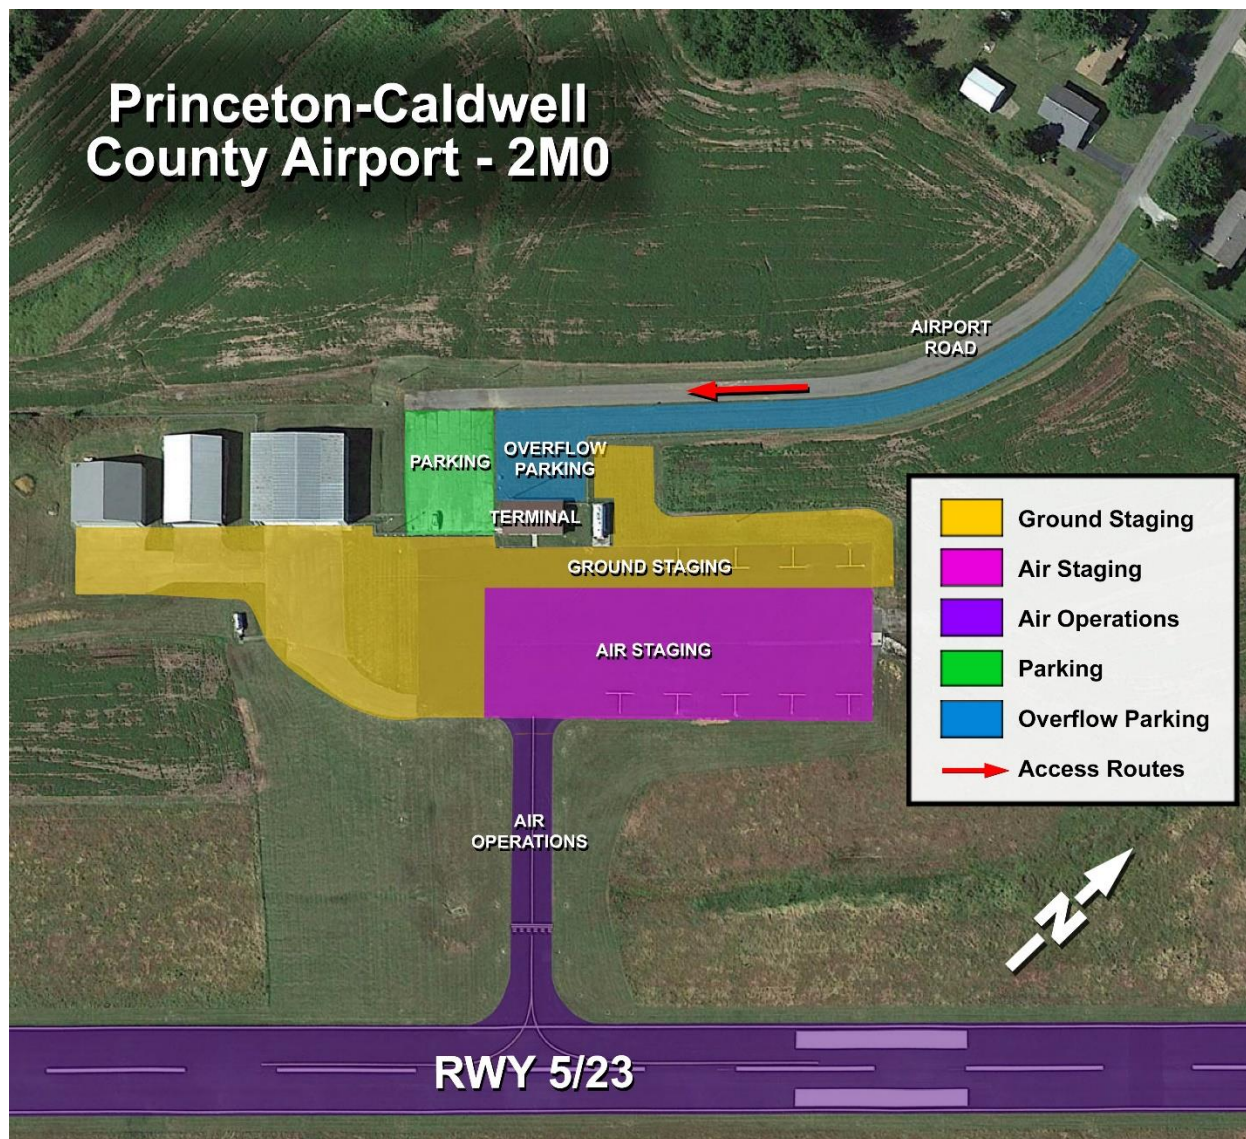 Princeton-Caldwell
County Airport - 2M0
AIRPORT
ROAD
PARKING
OVERFLOW
PARKING
TERMINAL
GROUND STAGING
AIR STAGING
AIR
OPERATIONS
RWY 5/23
Ground Staging
Air Staging
Air Operations
Parking
Overflow Parking
Access Routes
N